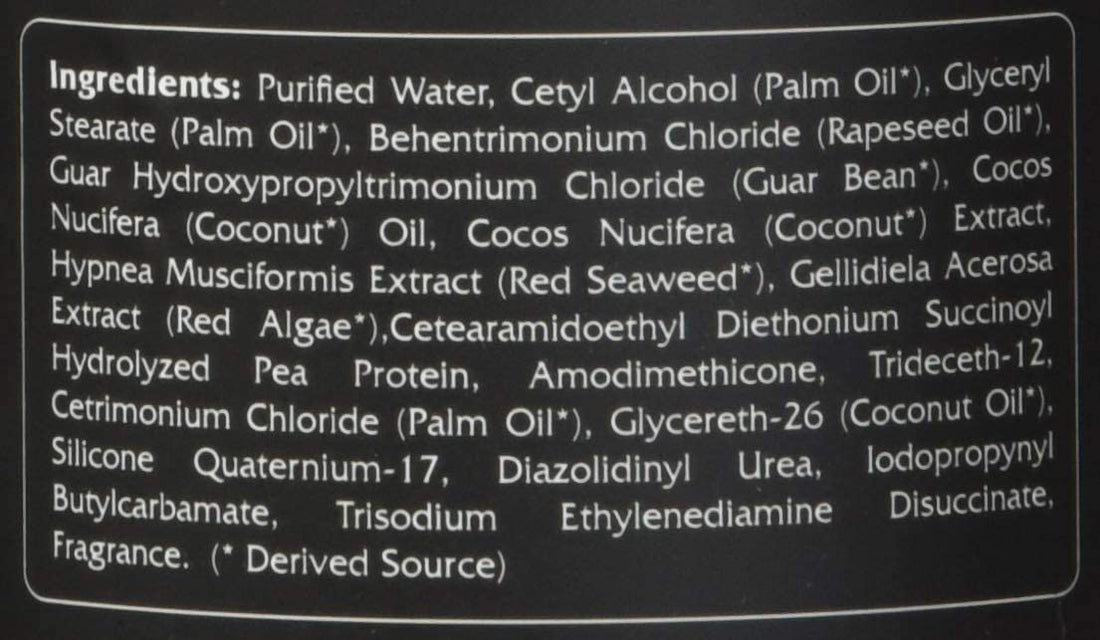 Ingredients: Purified Water, Cetyl Alcohol (Palm Oil*), Glyceryl
Stearate (Palm Oil*), Behentrimonium Chloride (Rapeseed Oil*),
Guar Hydroxypropyltrimonium Chloride (Guar Bean*), Cocos
Nucifera (Coconut*) Oil, Cocos Nucifera (Coconut*) Extract,
Hypnea Musciformis Extract (Red Seaweed*), Gellidiela Acerosa
Extract (Red Algae*),Cetearamidoethyl Diethonium Succinoyl
Hydrolyzed Pea Protein, Amodimethicone, Trideceth-12,
Cetrimonium Chloride (Palm Oil*), Glycereth-26 (Coconut Oil*),
Silicone Quaternium-17, Diazolidinyl Urea, Iodopropynyl
Butylcarbamate, Trisodium Ethylenediamine Disuccinate,
Fragrance. (* Derived Source)